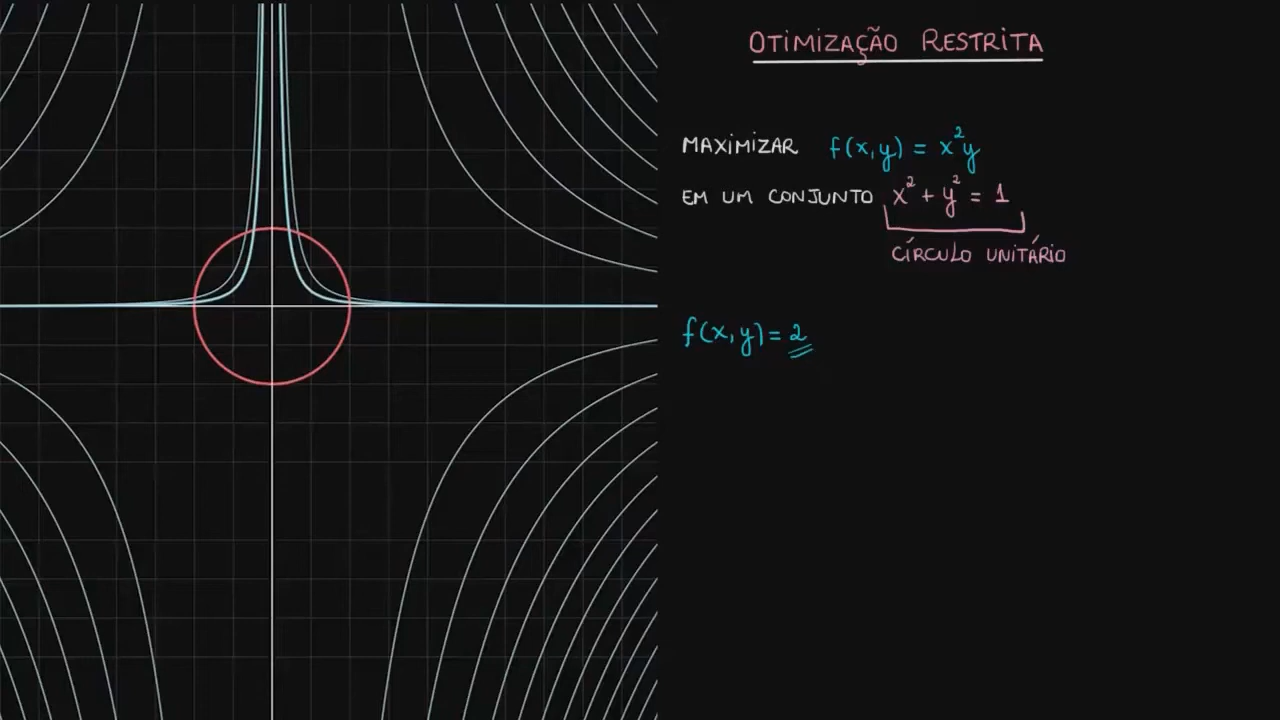 OTIMIZAÇÃO RESTRITA
MAXIMIZAR f(x,y) = x²y
EM UM CONJUNTO x² + y² = 1
CÍRCULO UNITÁRIO
f(x,y) = 2